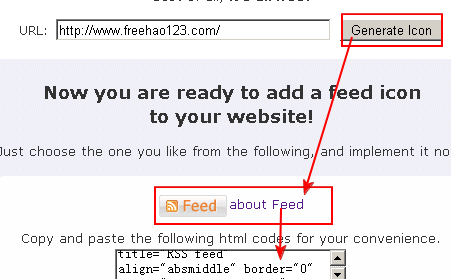 URL: http://www.freehao123.com/ Generate Icon
Now you are ready to add a feed icon
to your website!
Just choose the one you like from the following, and implement it no
Feed about Feed
Copy and paste the following html codes for your convenience.
title="RSS feed
align="absmiddle" border="0"